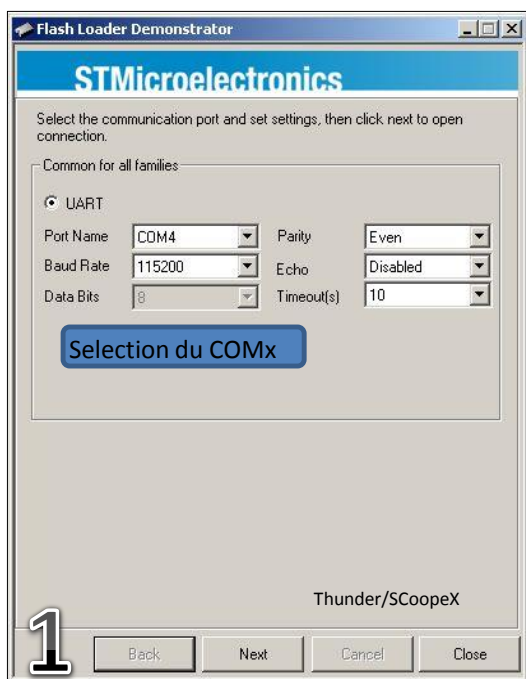 Flash Loader Demonstrator
STMicroelectronics
Select the communication port and set settings, then click next to open
connection.
Common for all families
UART
Port Name COM4 Parity Even
Baud Rate 115200 Echo Disabled
Data Bits 8 Timeout(s) 10
Selection du COMx
Thunder/SCoopeX
1
Back Next Cancel Close